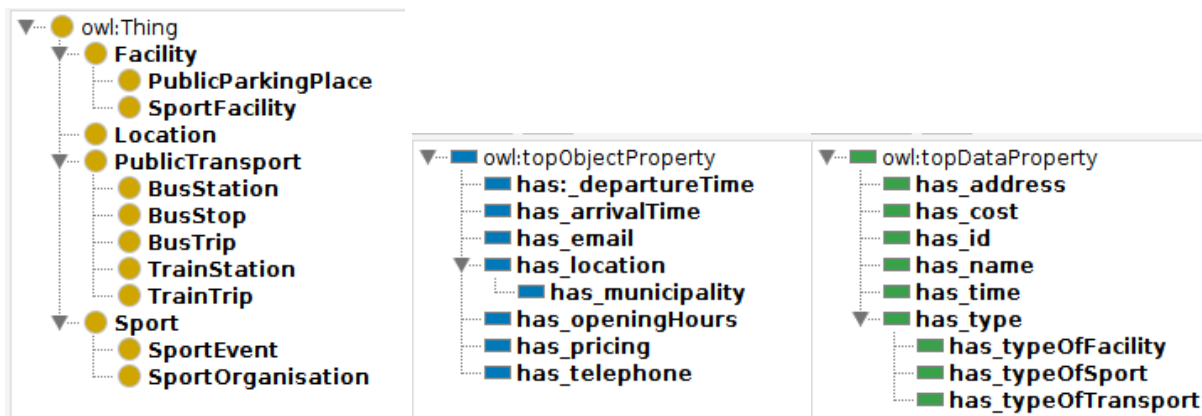 owl:Thing
Facility
PublicParkingPlace
SportFacility
Location
PublicTransport
BusStation
BusStop
BusTrip
TrainStation
TrainTrip
Sport
SportEvent
SportOrganisation
owl:topObjectProperty
has:_departureTime
has_arrivalTime
has_email
has_location
has_municipality
has_openingHours
has_pricing
has_telephone
owl:topDataProperty
has_address
has_cost
has_id
has_name
has_time
has_type
has_typeOfFacility
has_typeOfSport
has_typeOfTransport